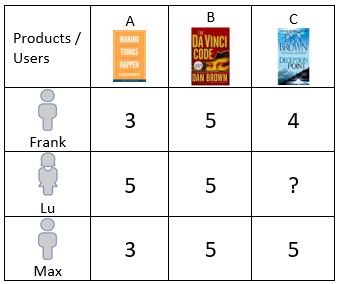 Products /
Users
A
B
C
MAKING
THINGS
HAPPEN
THE
DA VINCI
CODE
DAN BROWN
DAN
BROWN
DECEPTION
POINT
Frank
3
5
4
Lu
5
5
?
Max
3
5
5